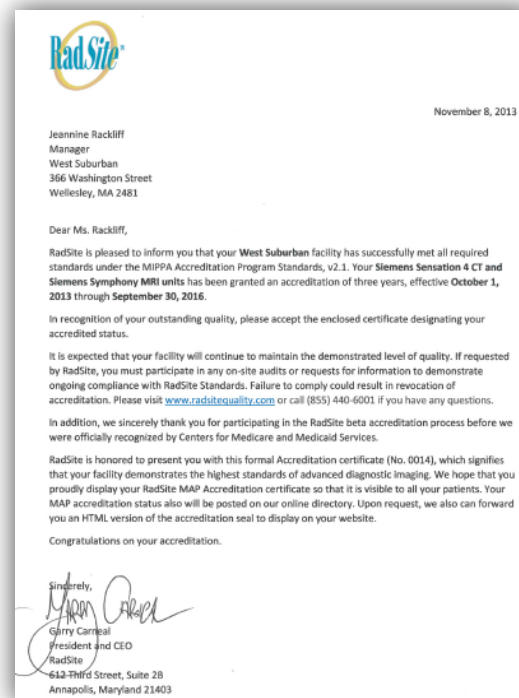 RadSite®
November 8, 2013
Jeannine Rackliff
Manager
West Suburban
366 Washington Street
Wellesley, MA 2481
Dear Ms. Rackliff,
RadSite is pleased to inform you that your West Suburban facility has successfully met all required
standards under the MIPPA Accreditation Program Standards, v2.1. Your Siemens Sensation 4 CT and
Siemens Symphony MRI units has been granted an accreditation of three years, effective October 1,
2013 through September 30, 2016.
In recognition of your outstanding quality, please accept the enclosed certificate designating your
accredited status.
It is expected that your facility will continue to maintain the demonstrated level of quality. If requested
by RadSite, you must participate in any on-site audits or requests for information to demonstrate
ongoing compliance with RadSite Standards. Failure to comply could result in revocation of
accreditation. Please visit www.radsitequality.com or call (855) 440-6001 if you have any questions.
In addition, we sincerely thank you for participating in the RadSite beta accreditation process before we
were officially recognized by Centers for Medicare and Medicaid Services.
RadSite is honored to present you with this formal Accreditation certificate (No. 0014), which signifies
that your facility demonstrates the highest standards of advanced diagnostic imaging. We hope that you
proudly display your RadSite MAP Accreditation certificate so that it is visible to all your patients. Your
MAP accreditation status also will be posted on our online directory. Upon request, we also can forward
you an HTML version of the accreditation seal to display on your website.
Congratulations on your accreditation.
Sincerely,
Garry Carneal
President and CEO
RadSite
612 Third Street, Suite 2B
Annapolis, Maryland 21403